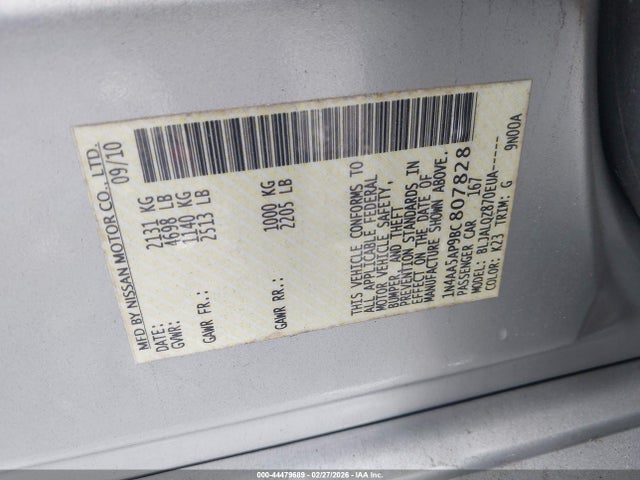 MFD BY NISSAN MOTOR CO., LTD.
DATE: 09/10
GVWR: 2131 KG
4698 LB
GAWR FR.: 1140 KG
2513 LB
GAWR RR.: 1000 KG
2205 LB
THIS VEHICLE CONFORMS TO
ALL APPLICABLE FEDERAL
MOTOR VEHICLE SAFETY,
BUMPER, AND THEFT
PREVENTION STANDARDS IN
EFFECT ON THE DATE OF
MANUFACTURE SHOWN ABOVE.
1N4AA5AP9BC807828
PASSENGER CAR 167
MODEL: BLJALQZ870EUA-----
COLOR: K23 TRIM: G 9N00A
000-44479689 | 02/27/2026 - IAA Inc.